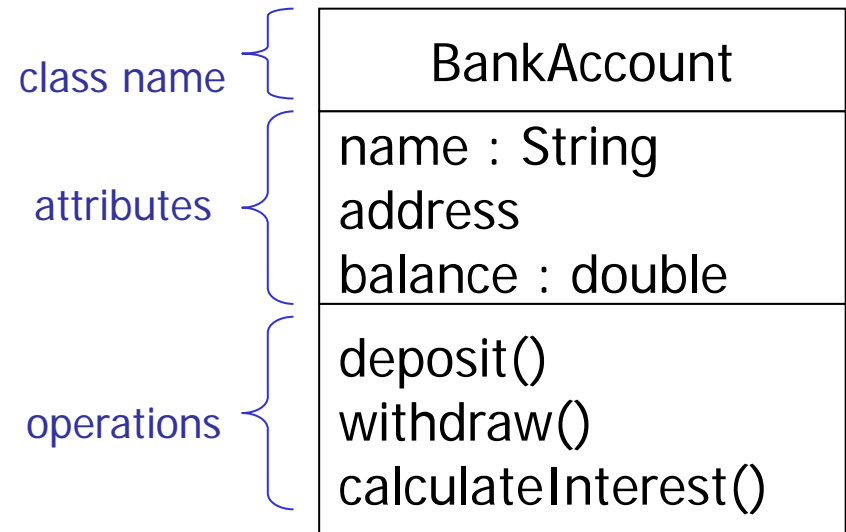 class name
BankAccount
attributes
name : String
address
balance : double
operations
deposit()
withdraw()
calculateInterest()